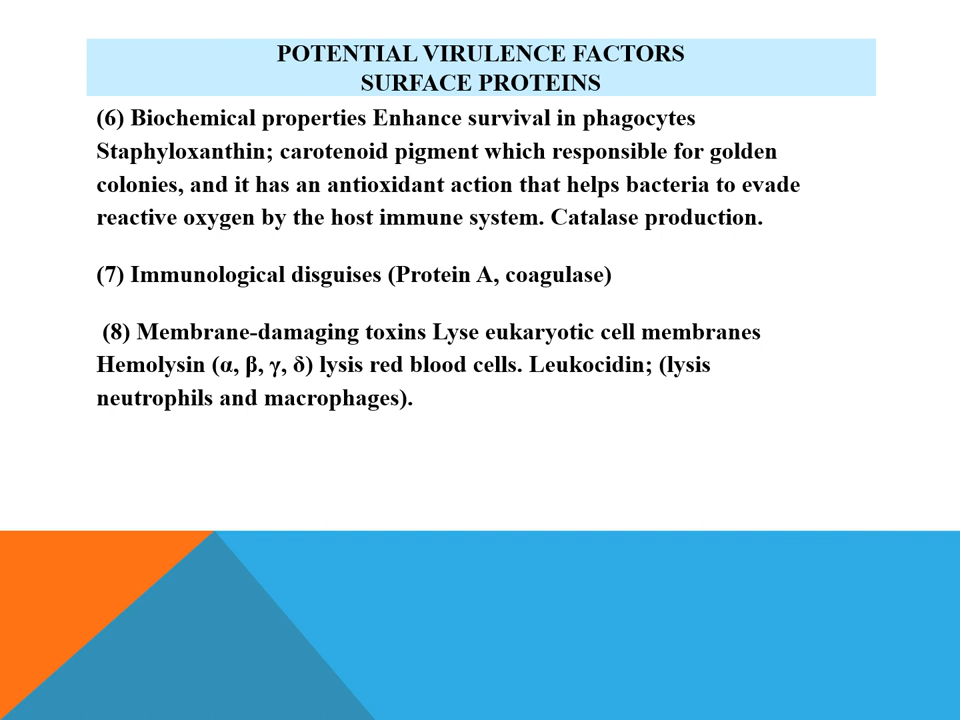 POTENTIAL VIRULENCE FACTORS
SURFACE PROTEINS
(6) Biochemical properties Enhance survival in phagocytes
Staphyloxanthin; carotenoid pigment which responsible for golden
colonies, and it has an antioxidant action that helps bacteria to evade
reactive oxygen by the host immune system. Catalase production.
(7) Immunological disguises (Protein A, coagulase)
(8) Membrane-damaging toxins Lyse eukaryotic cell membranes
Hemolysin (α, β, γ, δ) lysis red blood cells. Leukocidin; (lysis
neutrophils and macrophages).